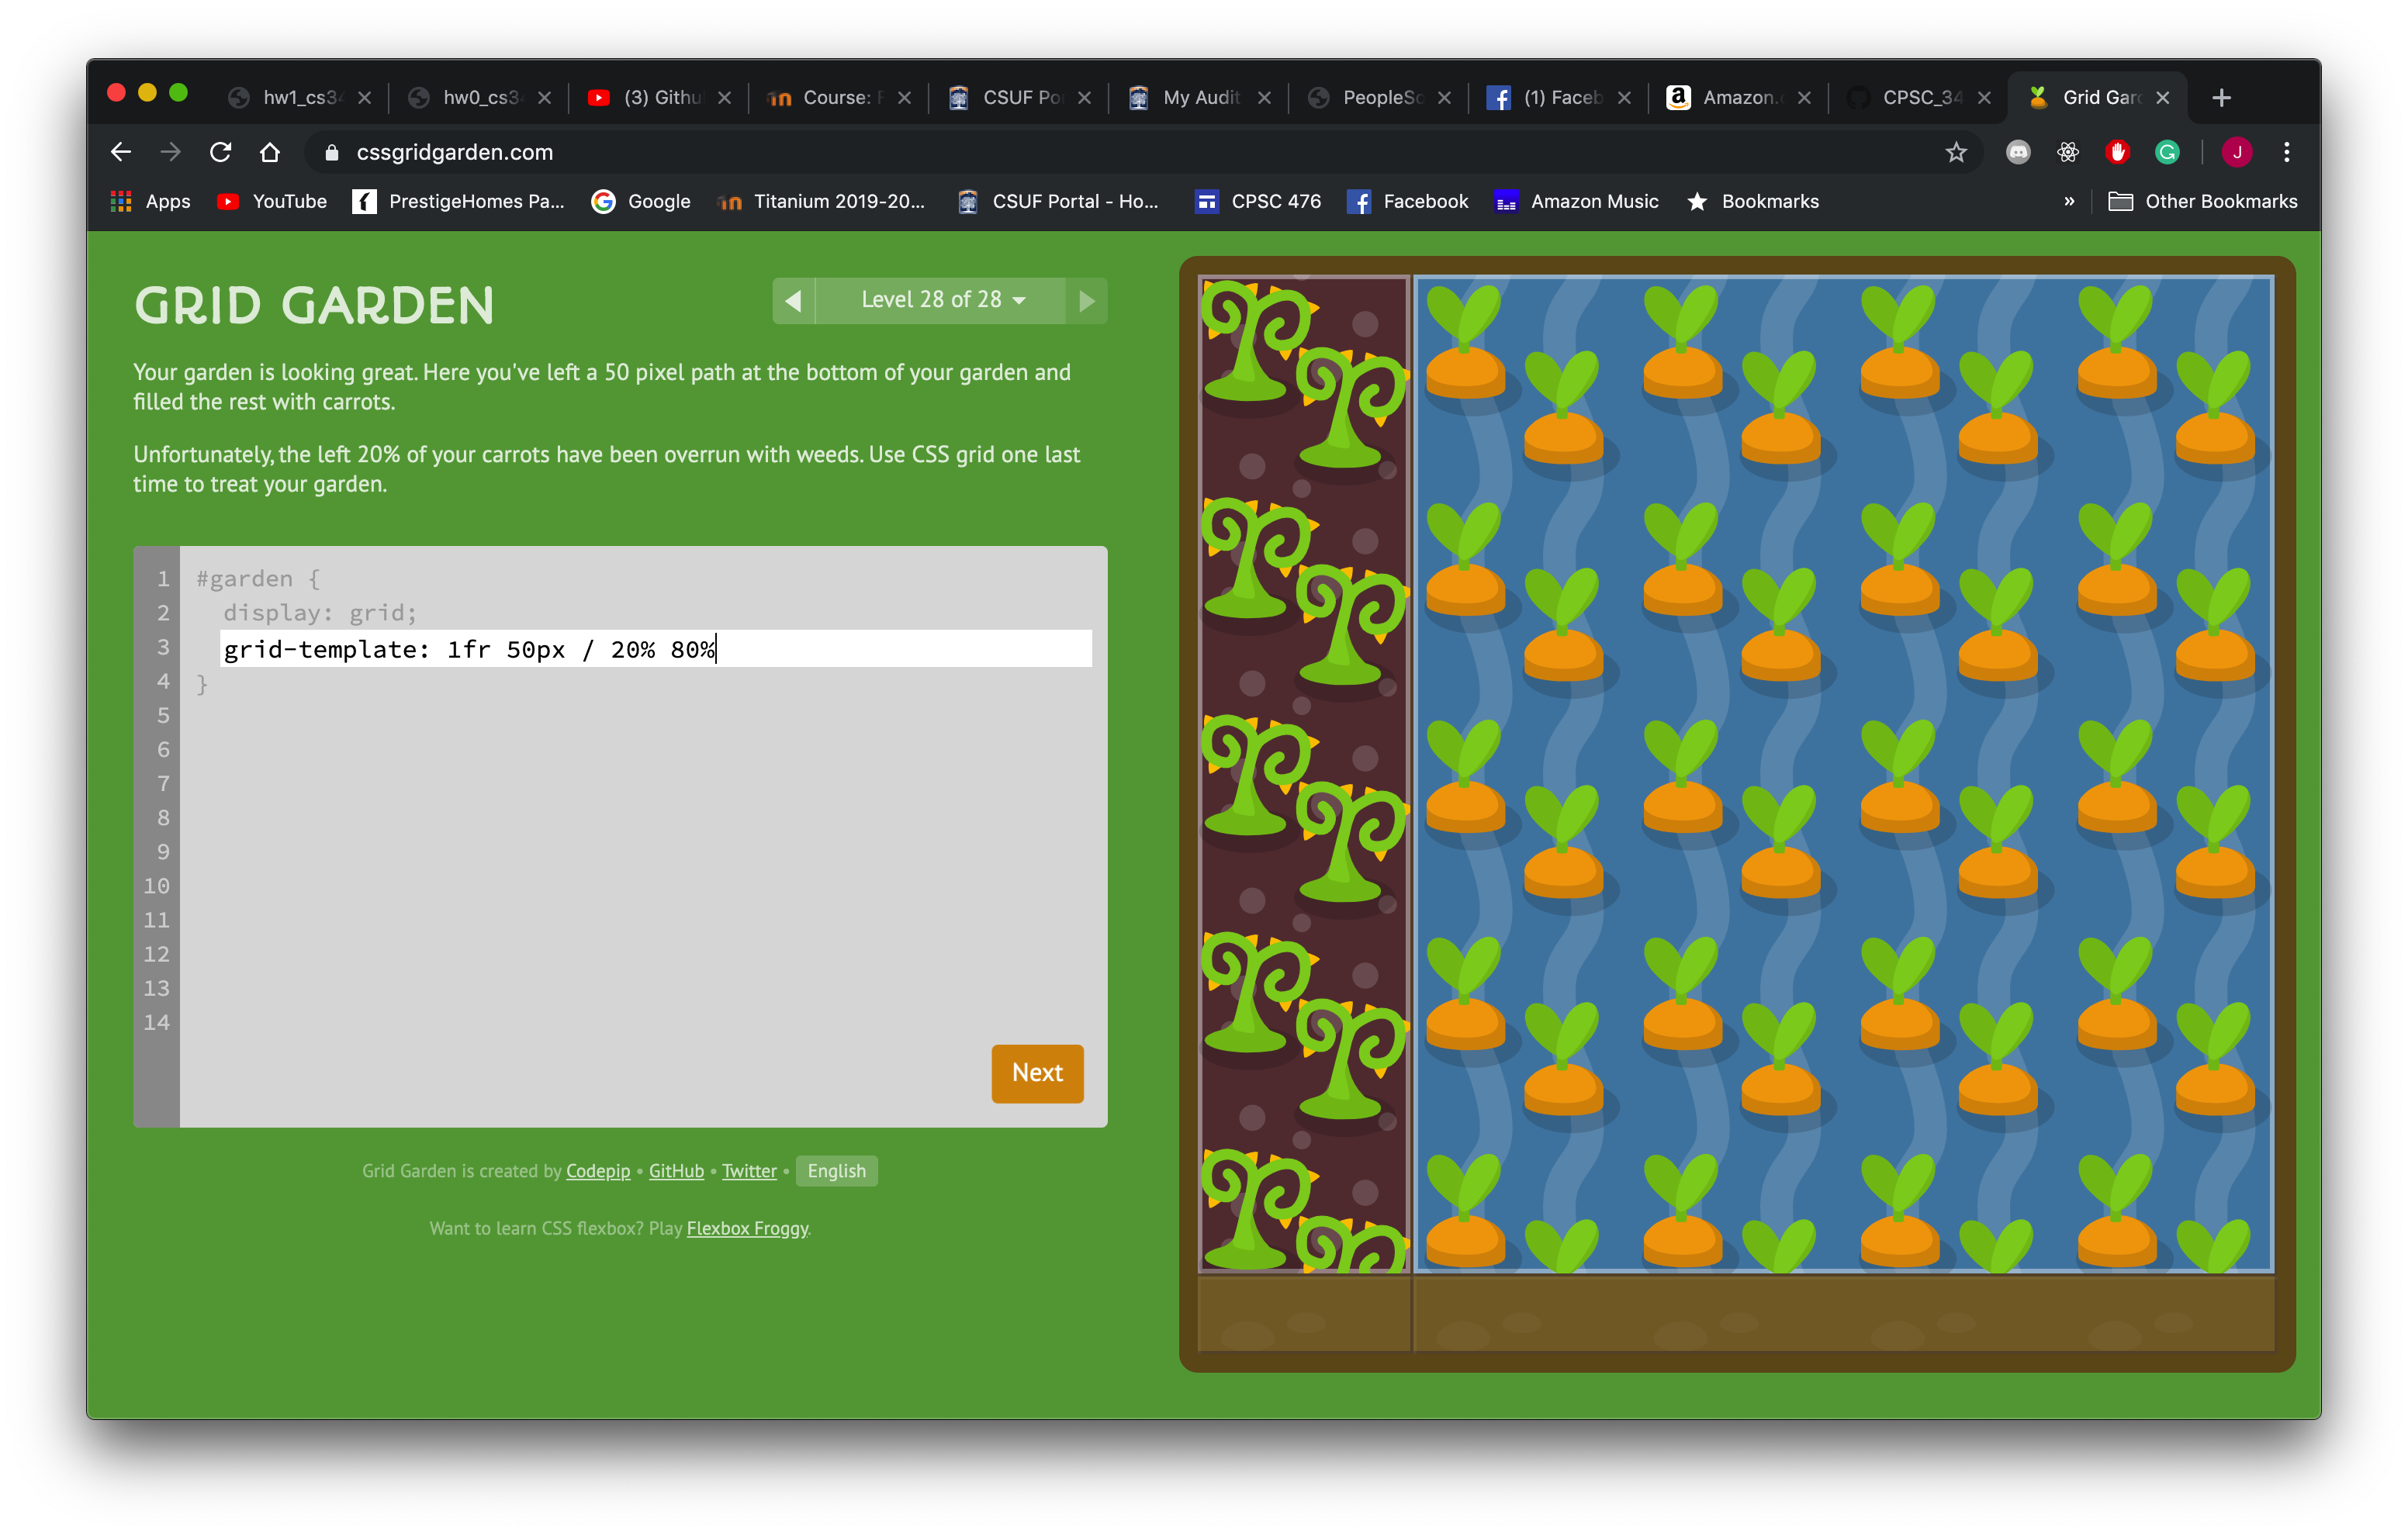 hw1_cs34
hw0_cs3
(3) Githu
Course: F
CSUF Po
My Audit
PeopleSo
(1) Faceb
Amazon.
CPSC_34
Grid Gar
cssgridgarden.com
J
Apps
YouTube
PrestigeHomes Pa...
Google
Titanium 2019-20...
CSUF Portal - Ho...
CPSC 476
Facebook
Amazon Music
Bookmarks
»
Other Bookmarks
GRID GARDEN
Level 28 of 28
Your garden is looking great. Here you've left a 50 pixel path at the bottom of your garden and
filled the rest with carrots.
Unfortunately, the left 20% of your carrots have been overrun with weeds. Use CSS grid one last
time to treat your garden.
1 #garden {
2 display: grid;
3 grid-template: 1fr 50px / 20% 80%
4 }
5
6
7
8
9
10
11
12
13
14
Next
Grid Garden is created by Codepip • GitHub • Twitter • English
Want to learn CSS flexbox? Play Flexbox Froggy.